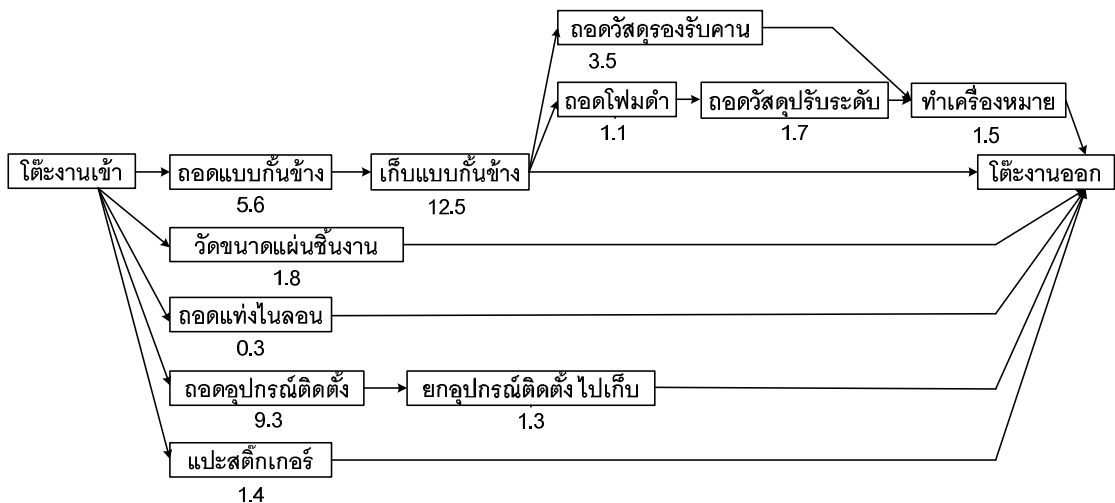 ถอดวัสดุรองรับคาน
3.5
ถอดโฟมดำ
1.1
ถอดวัสดุปรับระดับ
1.7
ทำเครื่องหมาย
1.5
โต๊ะงานเข้า
ถอดแบบกั้นข้าง
5.6
เก็บแบบกั้นข้าง
12.5
โต๊ะงานออก
วัดขนาดแผ่นชิ้นงาน
1.8
ถอดแท่งไนลอน
0.3
ถอดอุปกรณ์ติดตั้ง
9.3
ยกอุปกรณ์ติดตั้ง ไปเก็บ
1.3
แปะสติ๊กเกอร์
1.4